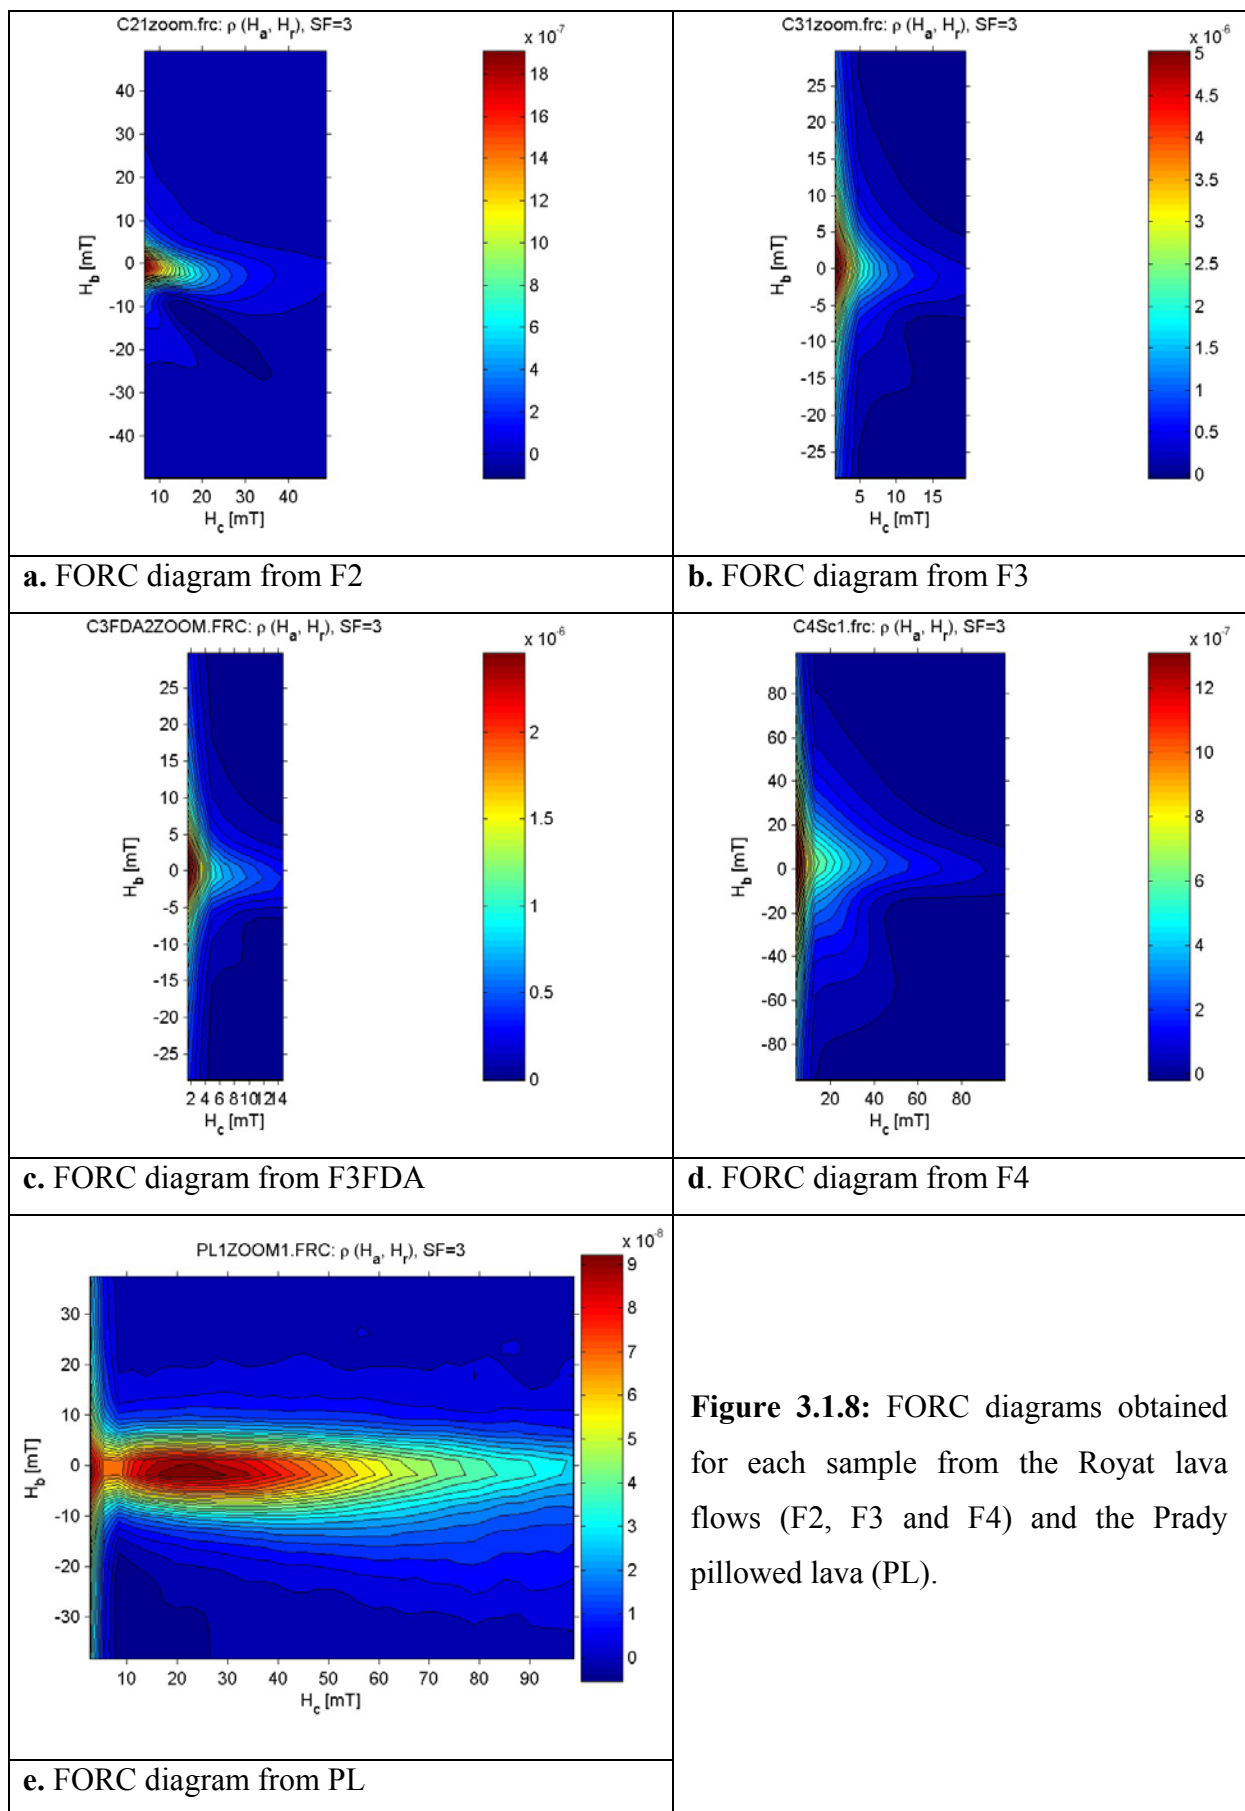 C21zoom.frc: ρ (Ha, Hr), SF=3
x 10-7
18
16
14
12
10
8
6
4
2
0
40
30
20
10
0
-10
-20
-30
-40
Hb [mT]
10 20 30 40
Hc [mT]
a. FORC diagram from F2
C31zoom.frc: ρ (Ha, Hr), SF=3
x 10-6
5
4.5
4
3.5
3
2.5
2
1.5
1
0.5
0
25
20
15
10
5
0
-5
-10
-15
-20
-25
Hb [mT]
5 10 15
Hc [mT]
b. FORC diagram from F3
C3FDA2ZOOM.FRC: ρ (Ha, Hr), SF=3
x 10-6
2
1.5
1
0.5
0
25
20
15
10
5
0
-5
-10
-15
-20
-25
Hb [mT]
2 4 6 8 10 12 14
Hc [mT]
c. FORC diagram from F3FDA
C4Sc1.frc: ρ (Ha, Hr), SF=3
x 10-7
12
10
8
6
4
2
0
80
60
40
20
0
-20
-40
-60
-80
Hb [mT]
20 40 60 80
Hc [mT]
d. FORC diagram from F4
PL1ZOOM1.FRC: ρ (Ha, Hr), SF=3
x 10-8
9
8
7
6
5
4
3
2
1
0
30
20
10
0
-10
-20
-30
Hb [mT]
10 20 30 40 50 60 70 80 90
Hc [mT]
e. FORC diagram from PL
Figure 3.1.8: FORC diagrams obtained
for each sample from the Royat lava
flows (F2, F3 and F4) and the Prady
pillowed lava (PL).